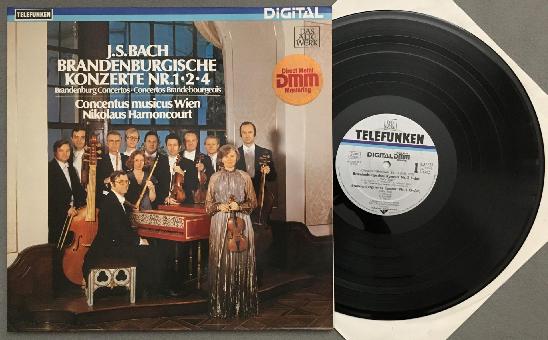 TELEFUNKEN
DIGITAL
DAS
ALTE
WERK
J.S. BACH
BRANDENBURGISCHE
KONZERTE NR.1·2·4
Brandenburg Concertos · Concertos Brandebourgeois
Concentus musicus Wien
Nikolaus Harnoncourt
Direct Metal
DMM
Mastering
TELEFUNKEN
DIGITAL
DMM
1